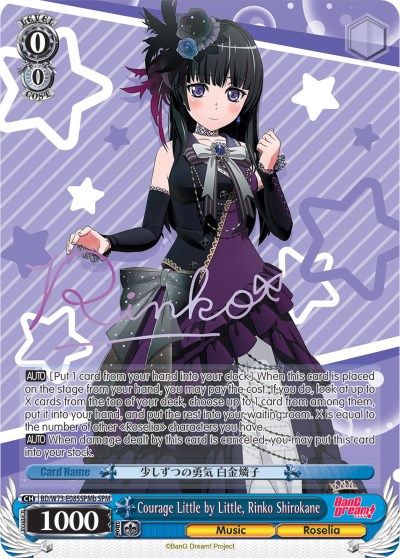 LEVEL
0
0
COST
Rinko
AUTO [Put 1 card from your hand into your clock] When this card is placed
on the stage from your hand, you may pay the cost. If you do, look at up to
X cards from the top of your deck, choose up to 1 card from among them,
put it into your hand, and put the rest into your waiting room. X is equal to
the number of other «Roselia» characters you have.
AUTO When damage dealt by this card is canceled, you may put this card
Card Name 少しずつの勇気 白金燐子
CH BD/W73-E085SPMb SPM
Courage Little by Little, Rinko Shirokane
BanG Dream!
1000
Music
Roselia
©BanG Dream! Project